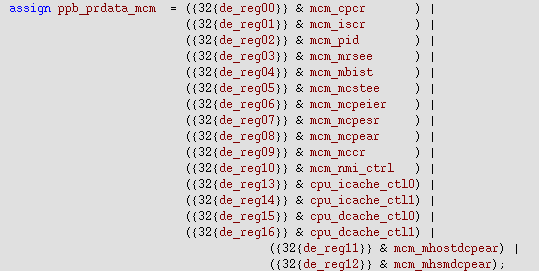 assign ppb_prdata_mcm = ({32{de_reg00}} & mcm_cpcr ) |
({32{de_reg01}} & mcm_iscr ) |
({32{de_reg02}} & mcm_pid ) |
({32{de_reg03}} & mcm_mrsee ) |
({32{de_reg04}} & mcm_mbist ) |
({32{de_reg05}} & mcm_mcstee ) |
({32{de_reg06}} & mcm_mcpeier ) |
({32{de_reg07}} & mcm_mcpesr ) |
({32{de_reg08}} & mcm_mcpear ) |
({32{de_reg09}} & mcm_mccr ) |
({32{de_reg10}} & mcm_nmi_ctrl ) |
({32{de_reg13}} & cpu_icache_ctl0) |
({32{de_reg14}} & cpu_icache_ctl1) |
({32{de_reg15}} & cpu_dcache_ctl0) |
({32{de_reg16}} & cpu_dcache_ctl1) |
({32{de_reg11}} & mcm_mhostdcpear) |
({32{de_reg12}} & mcm_mhsmdcpear);